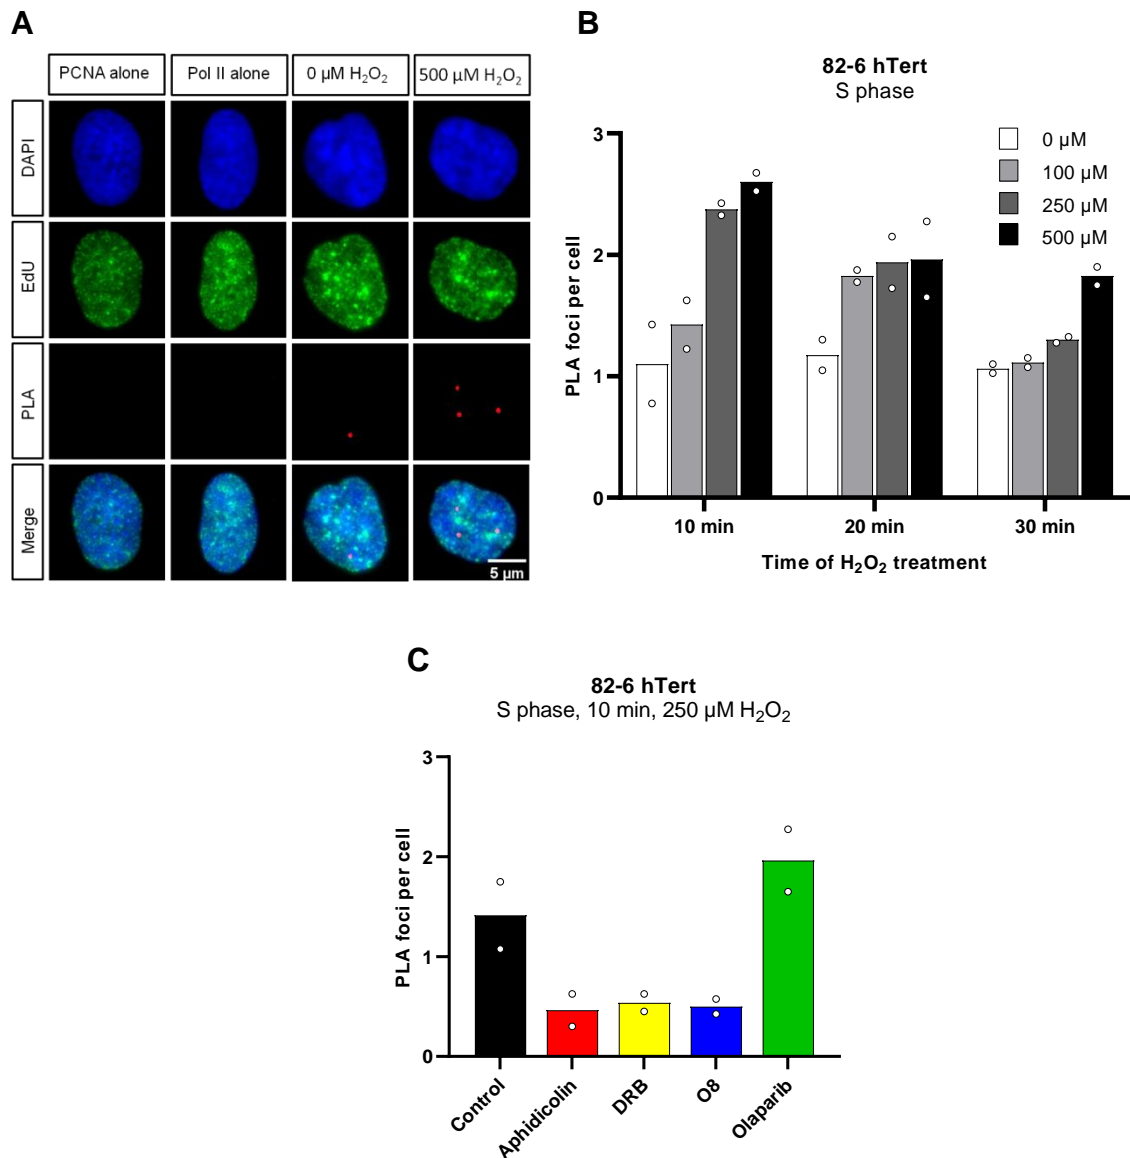 A
PCNA alone
Pol II alone
0 µM H₂O₂
500 µM H₂O₂
DAPI
EdU
PLA
Merge
5 µm
B
82-6 hTert
S phase
PLA foci per cell
3
2
1
0
0 µM
100 µM
250 µM
500 µM
10 min
20 min
30 min
Time of H₂O₂ treatment
C
82-6 hTert
S phase, 10 min, 250 µM H₂O₂
PLA foci per cell
3
2
1
0
Control
Aphidicolin
DRB
O8
Olaparib